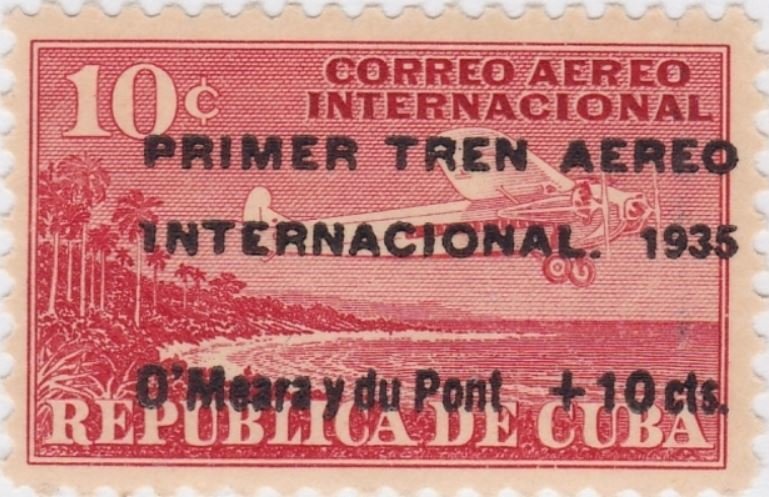 10¢
CORREO AEREO
INTERNACIONAL
PRIMER TREN AEREO
INTERNACIONAL. 1935
O'Meara y du Pont + 10 cts.
REPUBLICA DE CUBA